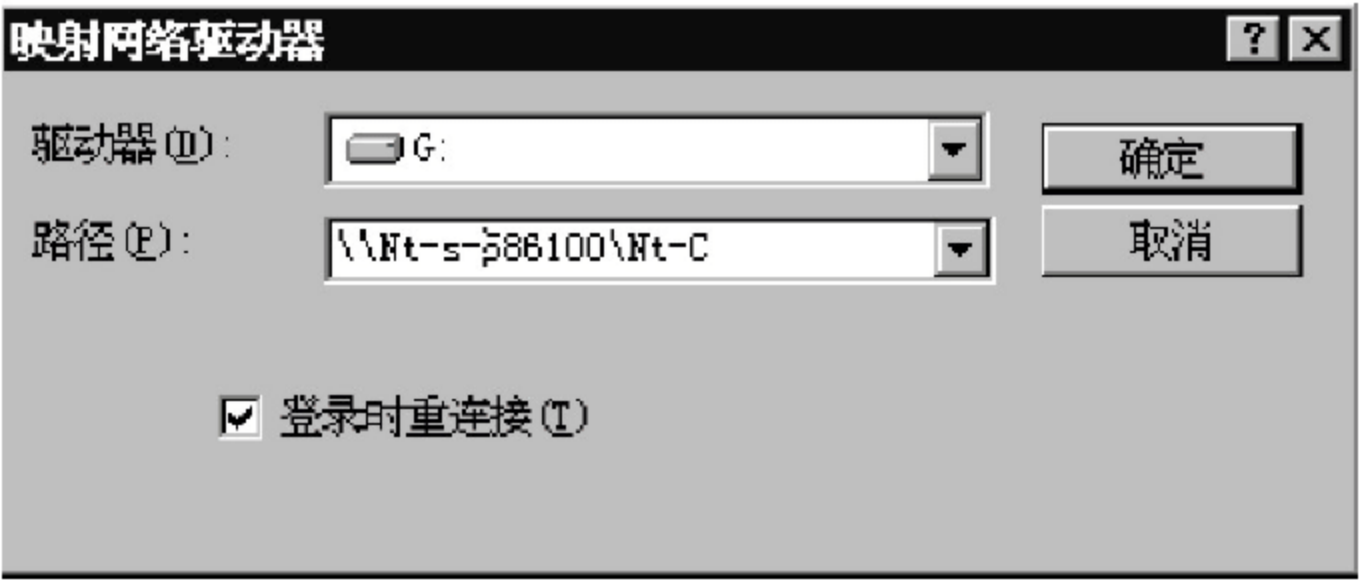 映射网络驱动器
驱动器(D): G: 确定
路径(P): \\Nt-s-586100\Nt-C 取消
登录时重连接(T)